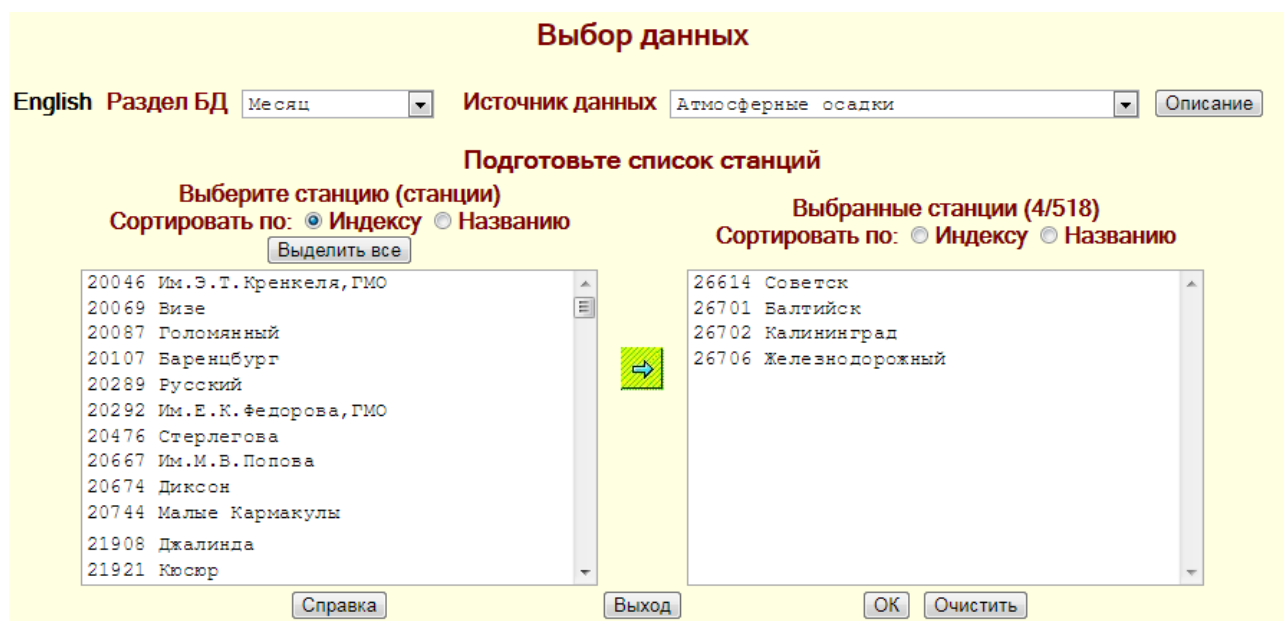 Выбор данных
English Раздел БД Месяц Источник данных Атмосферные осадки Описание
Подготовьте список станций
Выберите станцию (станции)
Сортировать по: Индексу Названию
Выделить все
20046 Им.Э.Т.Кренкеля,ГМО
20069 Визе
20087 Голомянный
20107 Баренцбург
20289 Русский
20292 Им.Е.К.Федорова,ГМО
20476 Стерлегова
20667 Им.М.В.Попова
20674 Диксон
20744 Малые Кармакулы
21908 Джалинда
21921 Кюсюр
Выбранные станции (4/518)
Сортировать по: Индексу Названию
26614 Советск
26701 Балтийск
26702 Калининград
26706 Железнодорожный
Справка Выход ОК Очистить